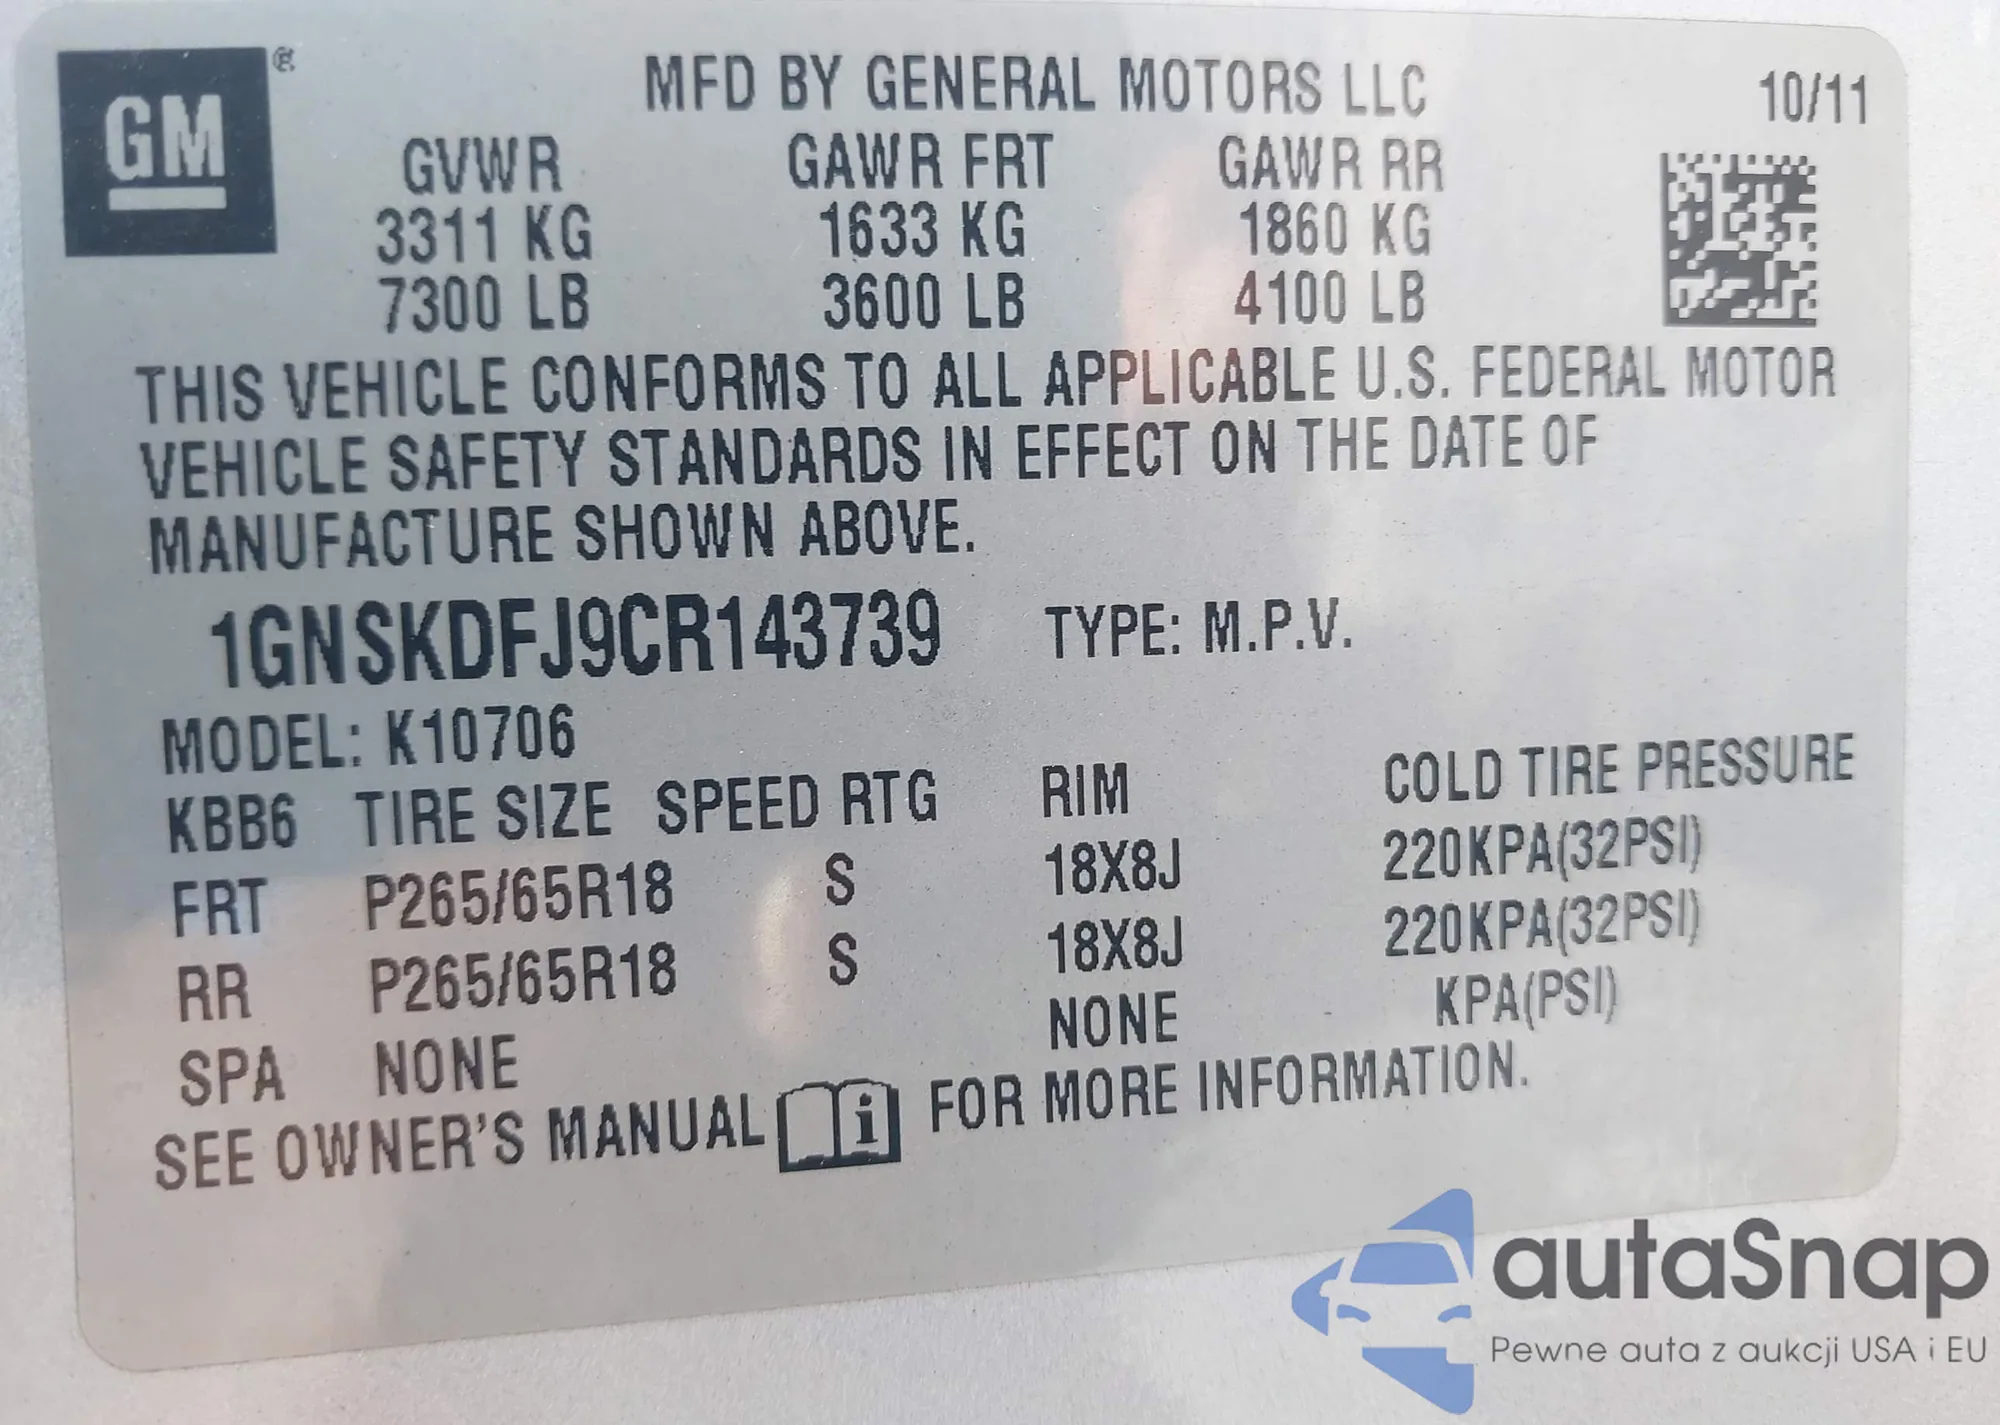 GM ®
MFD BY GENERAL MOTORS LLC 10/11
GVWR GAWR FRT GAWR RR
3311 KG 1633 KG 1860 KG
7300 LB 3600 LB 4100 LB
THIS VEHICLE CONFORMS TO ALL APPLICABLE U.S. FEDERAL MOTOR
VEHICLE SAFETY STANDARDS IN EFFECT ON THE DATE OF
MANUFACTURE SHOWN ABOVE.
1GNSKDFJ9CR143739 TYPE: M.P.V.
MODEL: K10706
KBB6 TIRE SIZE SPEED RTG RIM COLD TIRE PRESSURE
FRT P265/65R18 S 18X8J 220KPA(32PSI)
RR P265/65R18 S 18X8J 220KPA(32PSI)
SPA NONE NONE KPA(PSI)
SEE OWNER'S MANUAL i FOR MORE INFORMATION.
autaSnap
Pewne auta z aukcji USA i EU